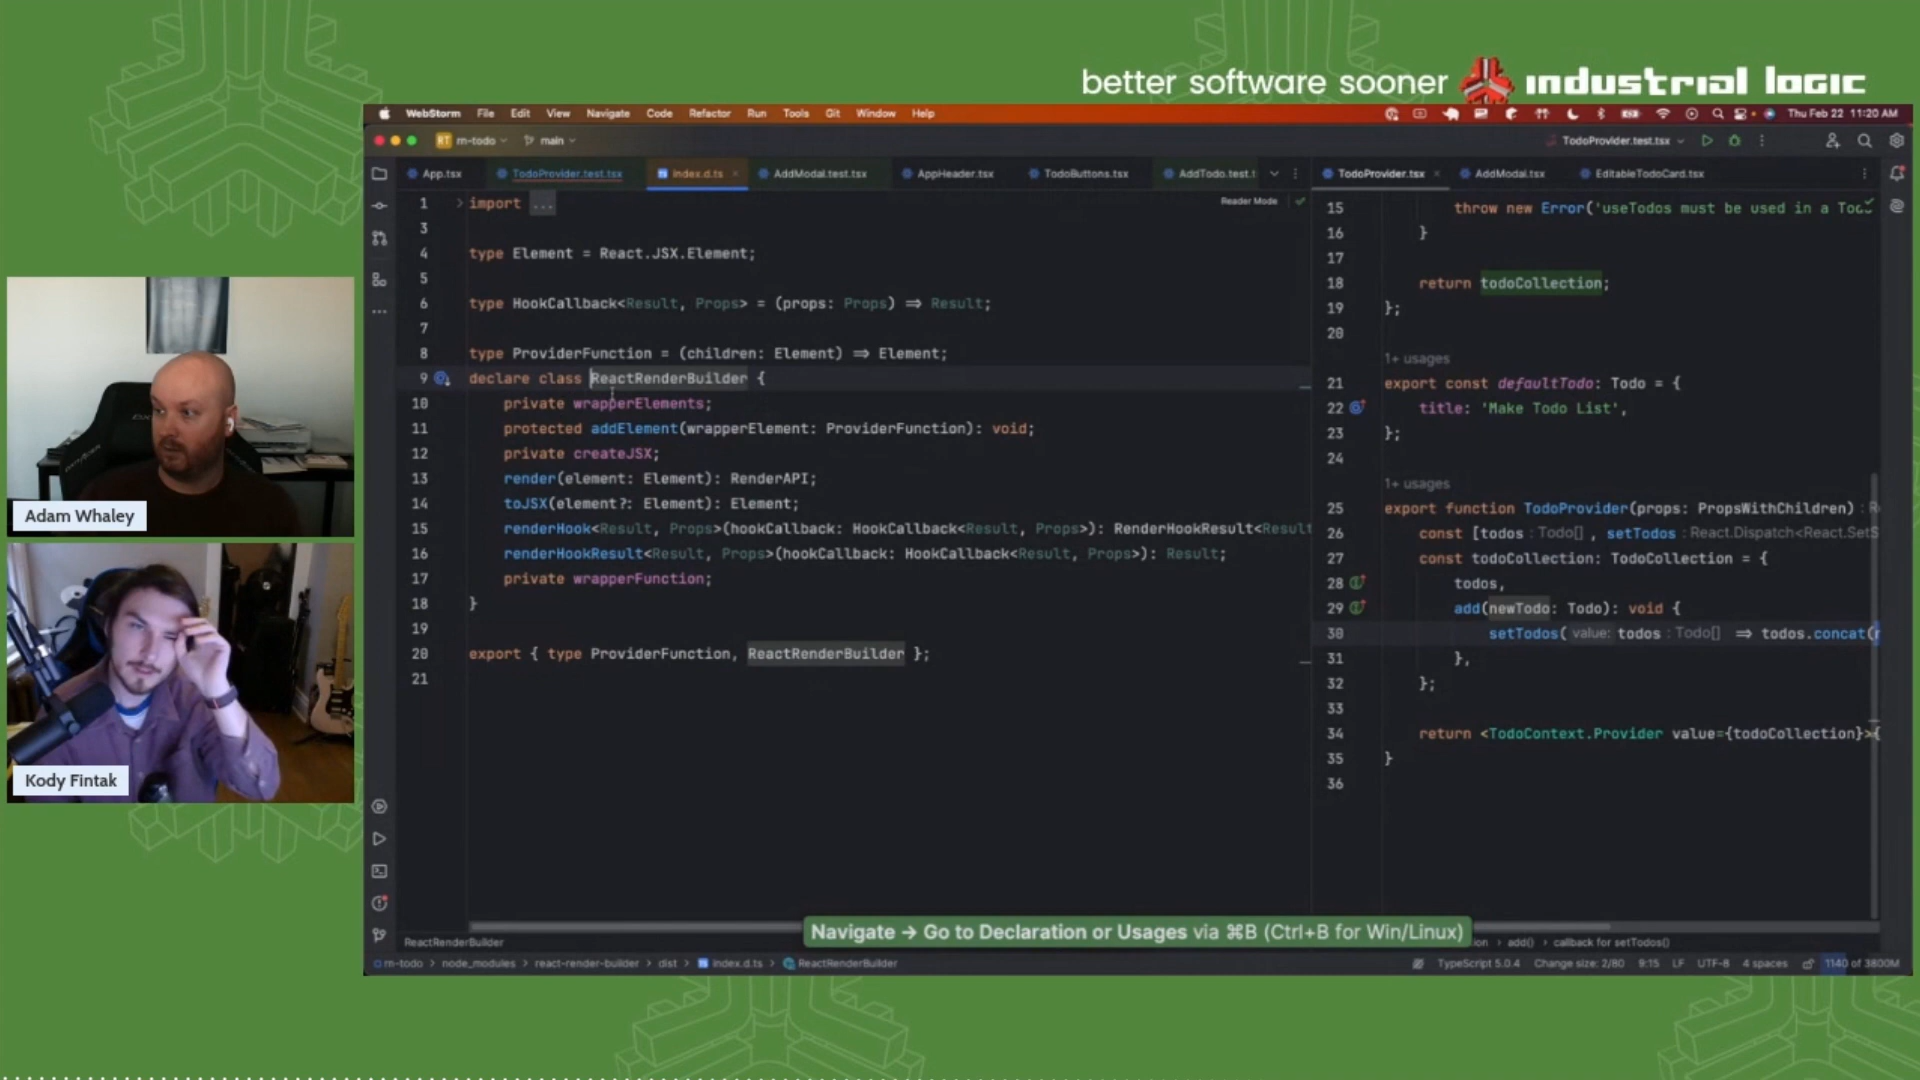 better software sooner industrial logic
WebStorm File Edit View Navigate Code Refactor Run Tools Git Window Help
Thu Feb 22 11:20 AM
RT rn-todo main
TodoProvider.test.tsx
App.tsx TodoProvider.test.tsx index.d.ts AddModal.test.tsx AppHeader.tsx TodoButtons.tsx AddTodo.test.t
Reader Mode
1 import ...
3
4 type Element = React.JSX.Element;
5
6 type HookCallback<Result, Props> = (props: Props) => Result;
7
8 type ProviderFunction = (children: Element) => Element;
9 declare class ReactRenderBuilder {
10 private wrapperElements;
11 protected addElement(wrapperElement: ProviderFunction): void;
12 private createJSX;
13 render(element: Element): RenderAPI;
14 toJSX(element?: Element): Element;
15 renderHook<Result, Props>(hookCallback: HookCallback<Result, Props>): RenderHookResult<Result
16 renderHookResult<Result, Props>(hookCallback: HookCallback<Result, Props>): Result;
17 private wrapperFunction;
18 }
19
20 export { type ProviderFunction, ReactRenderBuilder };
21
TodoProvider.tsx AddModal.tsx EditableTodoCard.tsx
15 throw new Error('useTodos must be used in a Tod
16 }
17
18 return todoCollection;
19 };
20
1+ usages
21 export const defaultTodo: Todo = {
22 title: 'Make Todo List',
23 };
24
1+ usages
25 export function TodoProvider(props: PropsWithChildren) : R
26 const [todos : Todo[] , setTodos : React.Dispatch<React.SetS
27 const todoCollection: TodoCollection = {
28 todos,
29 add(newTodo: Todo): void {
30 setTodos( value: todos : Todo[] => todos.concat(n
31 },
32 };
33
34 return <TodoContext.Provider value={todoCollection}>{
35 }
36
Adam Whaley
Kody Fintak
Navigate → Go to Declaration or Usages via ⌘B (Ctrl+B for Win/Linux)
ReactRenderBuilder
ion > add() > callback for setTodos()
rn-todo > node_modules > react-render-builder > dist > index.d.ts > ReactRenderBuilder
TypeScript 5.0.4 Change size: 2/80 9:15 LF UTF-8 4 spaces 1140 of 3800M